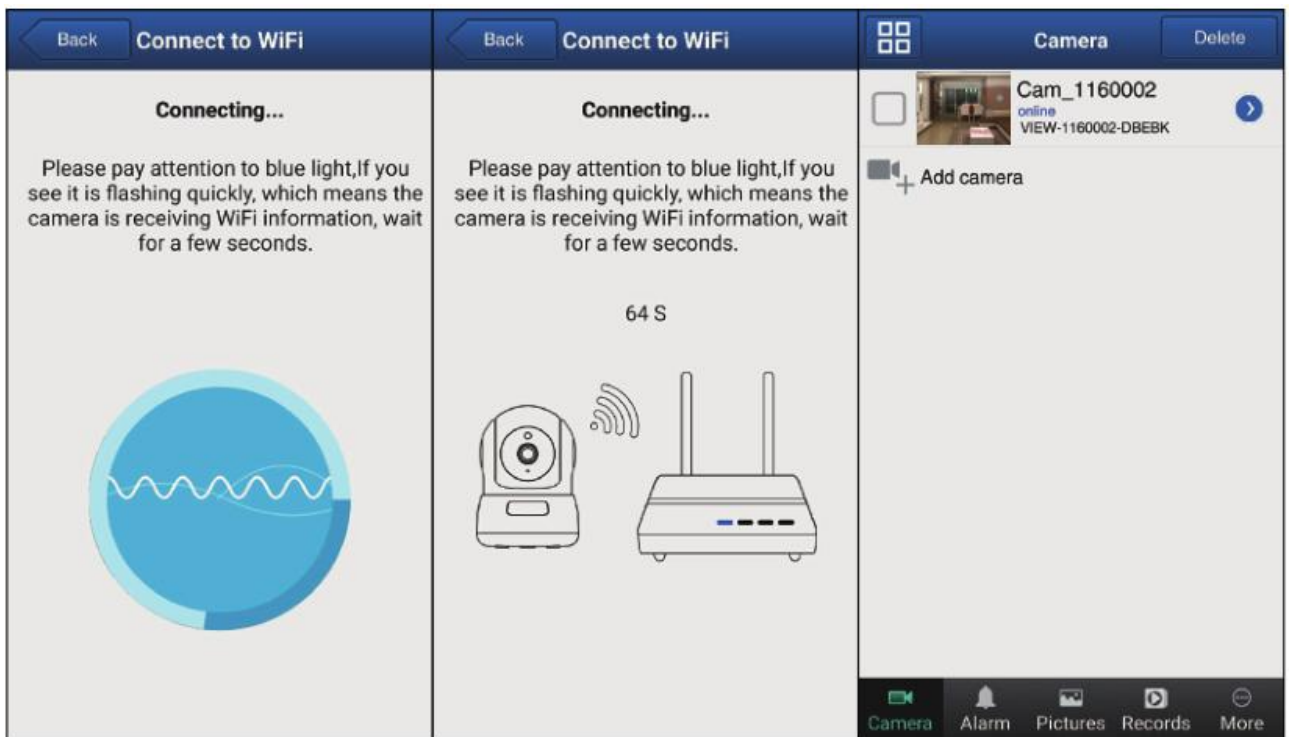 Back
Connect to WiFi
Connecting...
Please pay attention to blue light,If you
see it is flashing quickly, which means the
camera is receiving WiFi information, wait
for a few seconds.
Back
Connect to WiFi
Connecting...
Please pay attention to blue light,If you
see it is flashing quickly, which means the
camera is receiving WiFi information, wait
for a few seconds.
64 S
Camera
Delete
Cam_1160002
online
VIEW-1160002-DBEBK
Add camera
Camera Alarm Pictures Records More